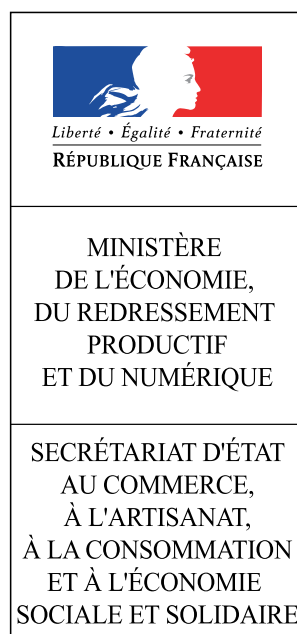 Liberté • Égalité • Fraternité
RÉPUBLIQUE FRANÇAISE
MINISTÈRE
DE L'ÉCONOMIE,
DU REDRESSEMENT
PRODUCTIF
ET DU NUMÉRIQUE
SECRÉTARIAT D'ÉTAT
AU COMMERCE,
À L'ARTISANAT,
À LA CONSOMMATION
ET À L'ÉCONOMIE
SOCIALE ET SOLIDAIRE